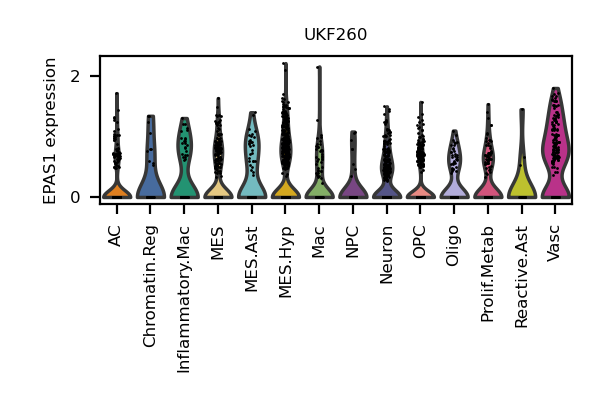 UKF260
EPAS1 expression
2
0
AC
Chromatin.Reg
Inflammatory.Mac
MES
MES.Ast
MES.Hyp
Mac
NPC
Neuron
OPC
Oligo
Prolif.Metab
Reactive.Ast
Vasc